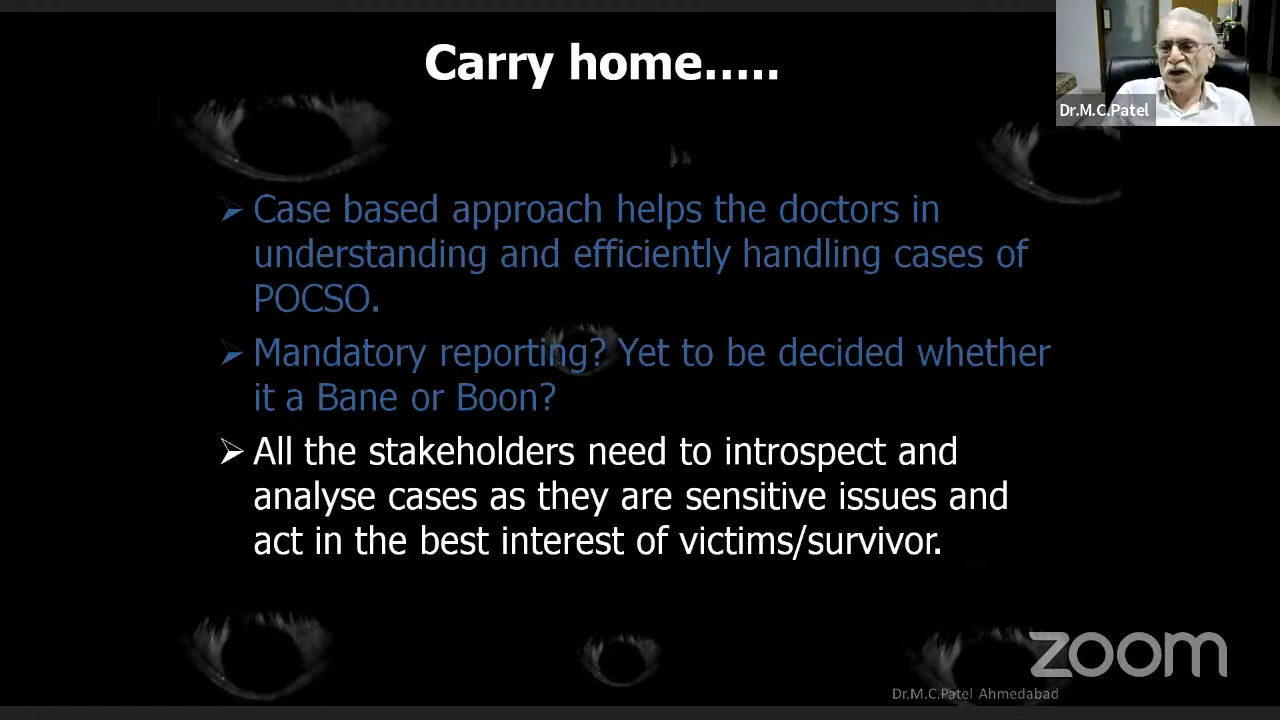 Carry home.....
Dr.M.C.Patel
➢ Case based approach helps the doctors in
understanding and efficiently handling cases of
POCSO.
➢ Mandatory reporting? Yet to be decided whether
it a Bane or Boon?
➢ All the stakeholders need to introspect and
analyse cases as they are sensitive issues and
act in the best interest of victims/survivor.
zoom
Dr.M.C.Patel Ahmedabad